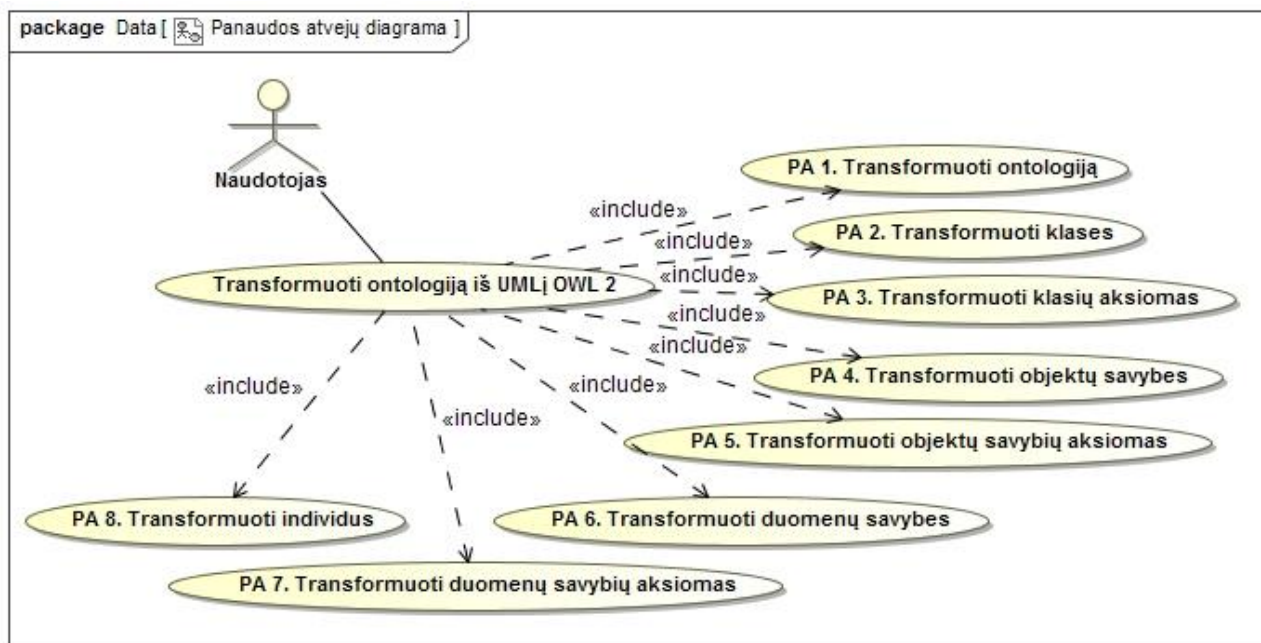 package Data [ Panaudos atvejų diagrama ]
Naudotojas
PA 1. Transformuoti ontologiją
«include»
PA 2. Transformuoti klases
«include»
Transformuoti ontologiją iš UMLį OWL 2
«include»
PA 3. Transformuoti klasių aksiomas
«include»
«include»
PA 4. Transformuoti objektų savybes
«include»
«include»
«include»
PA 5. Transformuoti objektų savybių aksiomas
PA 8. Transformuoti individus
PA 6. Transformuoti duomenų savybes
PA 7. Transformuoti duomenų savybių aksiomas